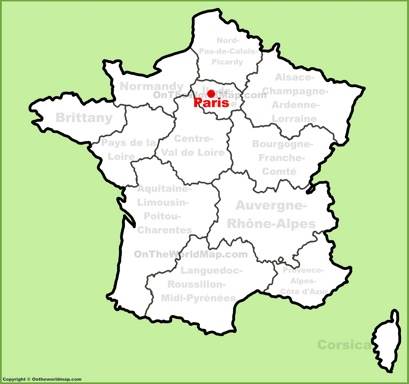 Nord-
Pas-de-Calais
Picardy
Normandy
OnTheWorldMap.com
Paris
Alsace-
Champagne-
Ardenne-
Lorraine
Brittany
Pays de la
Loire
Centre-
Val de Loire
Bourgogne-
Franche-
Comté
Aquitaine-
Limousin-
Poitou-
Charentes
Auvergne-
Rhône-Alpes
OnTheWorldMap.com
Languedoc-
Roussillon-
Midi-Pyrénées
Provence-
Alpes-
Côte d'Azur
Corsica
Copyright © Ontheworldmap.com